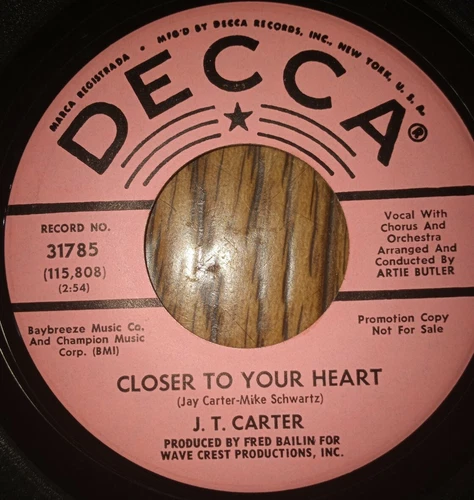 MARCA REGISTRADA • MFG'D BY DECCA RECORDS, INC., NEW YORK, U. S. A.
DECCA®
RECORD NO.
31785
(115,808)
(2:54)
Vocal With
Chorus And
Orchestra
Arranged And
Conducted By
ARTIE BUTLER
Baybreeze Music Co.
And Champion Music
Corp. (BMI)
Promotion Copy
Not For Sale
CLOSER TO YOUR HEART
(Jay Carter-Mike Schwartz)
J. T. CARTER
PRODUCED BY FRED BAILIN FOR
WAVE CREST PRODUCTIONS, INC.